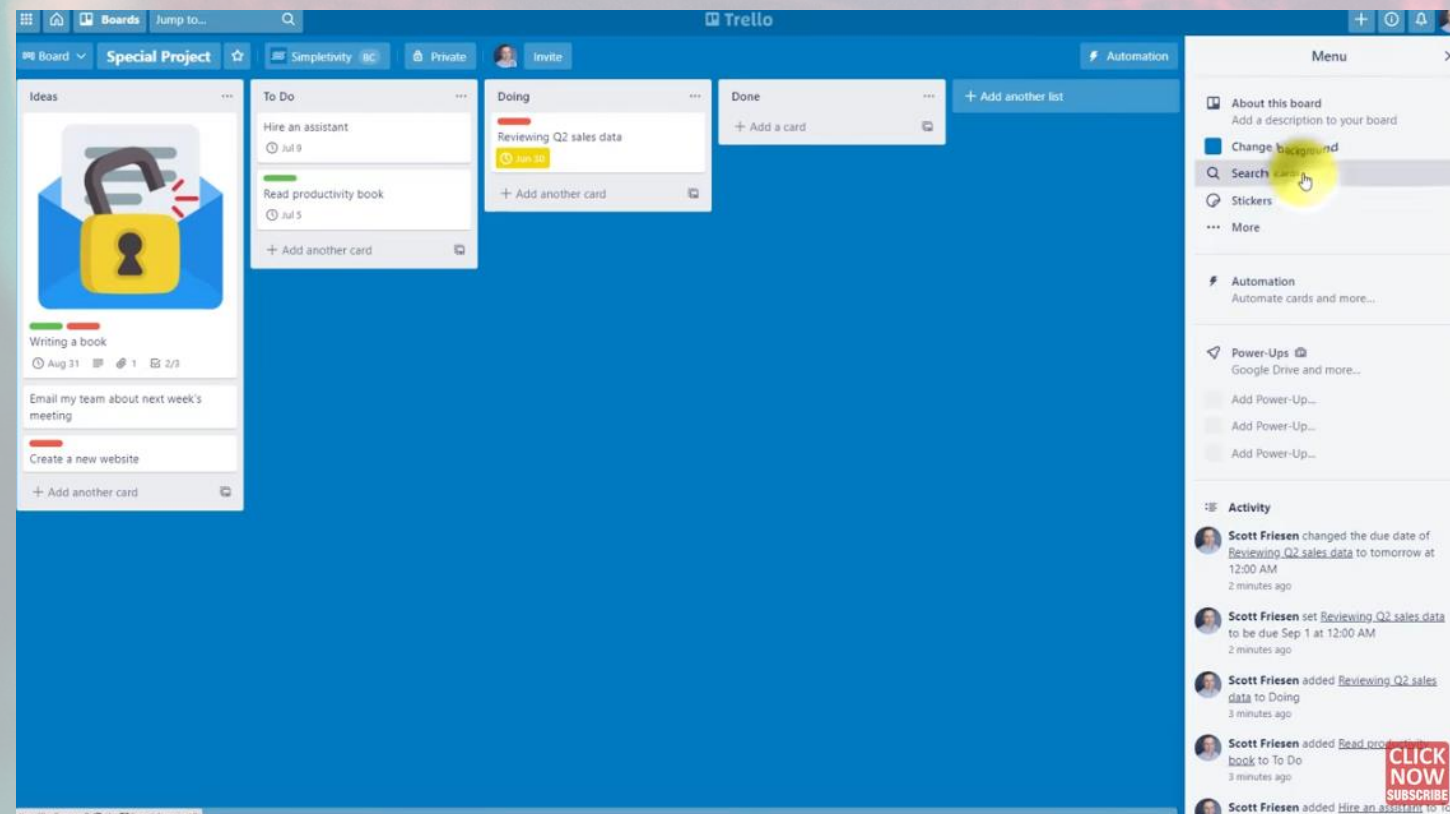 Boards
Jump to...
Trello
Board
Special Project
Simpletivity BC
Private
Invite
Automation
Ideas
Writing a book
Aug 31
1
2/3
Email my team about next week's
meeting
Create a new website
+ Add another card
To Do
Hire an assistant
Jul 9
Read productivity book
Jul 5
+ Add another card
Doing
Reviewing Q2 sales data
Jun 30
+ Add another card
Done
+ Add a card
+ Add another list
Menu
About this board
Add a description to your board
Change background
Search cards
Stickers
More
Automation
Automate cards and more...
Power-Ups
Google Drive and more...
Add Power-Up...
Add Power-Up...
Add Power-Up...
Activity
Scott Friesen changed the due date of
Reviewing Q2 sales data to tomorrow at
12:00 AM
2 minutes ago
Scott Friesen set Reviewing Q2 sales data
to be due Sep 1 at 12:00 AM
2 minutes ago
Scott Friesen added Reviewing Q2 sales
data to Doing
3 minutes ago
Scott Friesen added Read productivity
book to To Do
3 minutes ago
Scott Friesen added Hire an assistant to To
CLICK
NOW
SUBSCRIBE